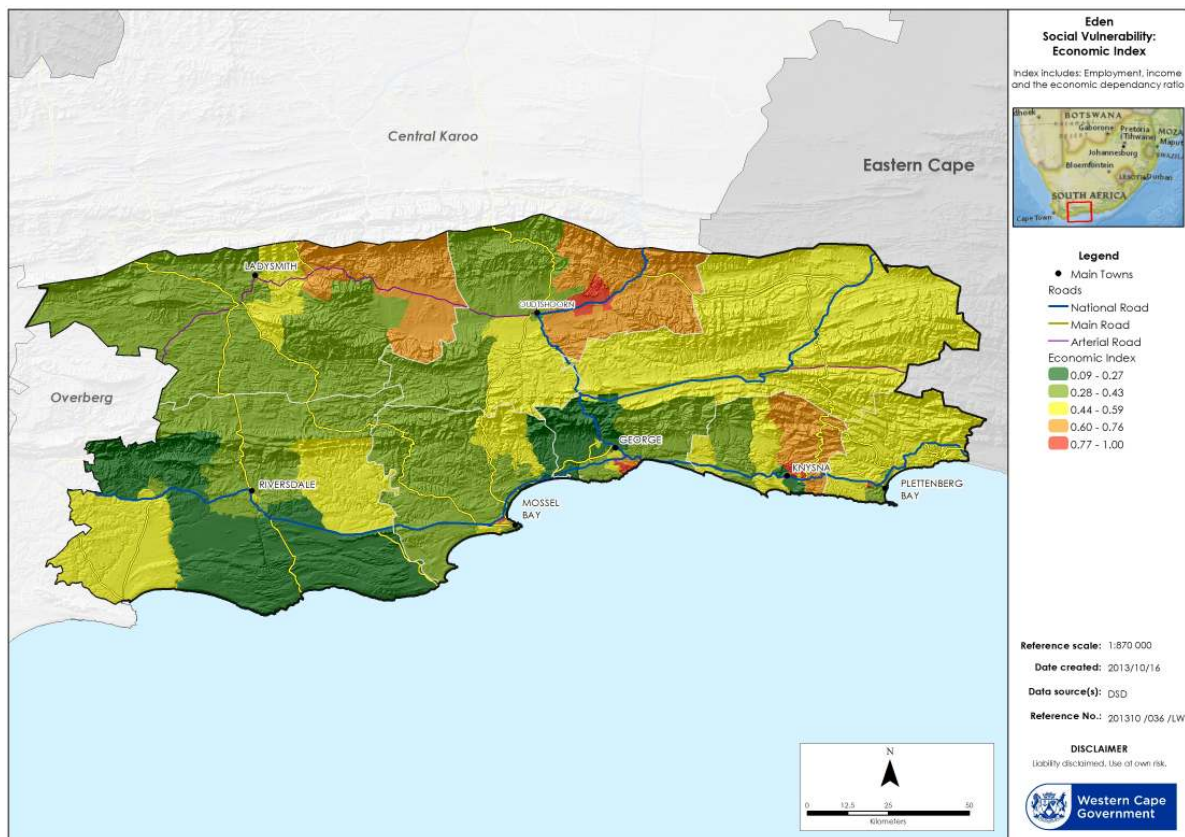 Central Karoo
Eastern Cape
LADYSMITH
OUDTSHOORN
Overberg
GEORGE
KNYSNA
RIVERSDALE
PLETTENBERG
BAY
MOSSEL
BAY
N
0 12.5 25 50
Kilometers
Eden
Social Vulnerability:
Economic Index
Index includes: Employment, income
and the economic dependancy ratio
BOTSWANA
Gaborone
Pretoria
(Tshwane)
MOZA
Maputo
Johannesburg
SWAZIL
Bloemfontein
LESOTHO
Durban
SOUTH AFRICA
Cape Town
Legend
Main Towns
Roads
National Road
Main Road
Arterial Road
Economic Index
0.09 - 0.27
0.28 - 0.43
0.44 - 0.59
0.60 - 0.76
0.77 - 1.00
Reference scale: 1:870 000
Date created: 2013/10/16
Data source(s): DSD
Reference No.: 201310 /036 /LW
DISCLAIMER
Liability disclaimed. Use at own risk.
Western Cape
Government